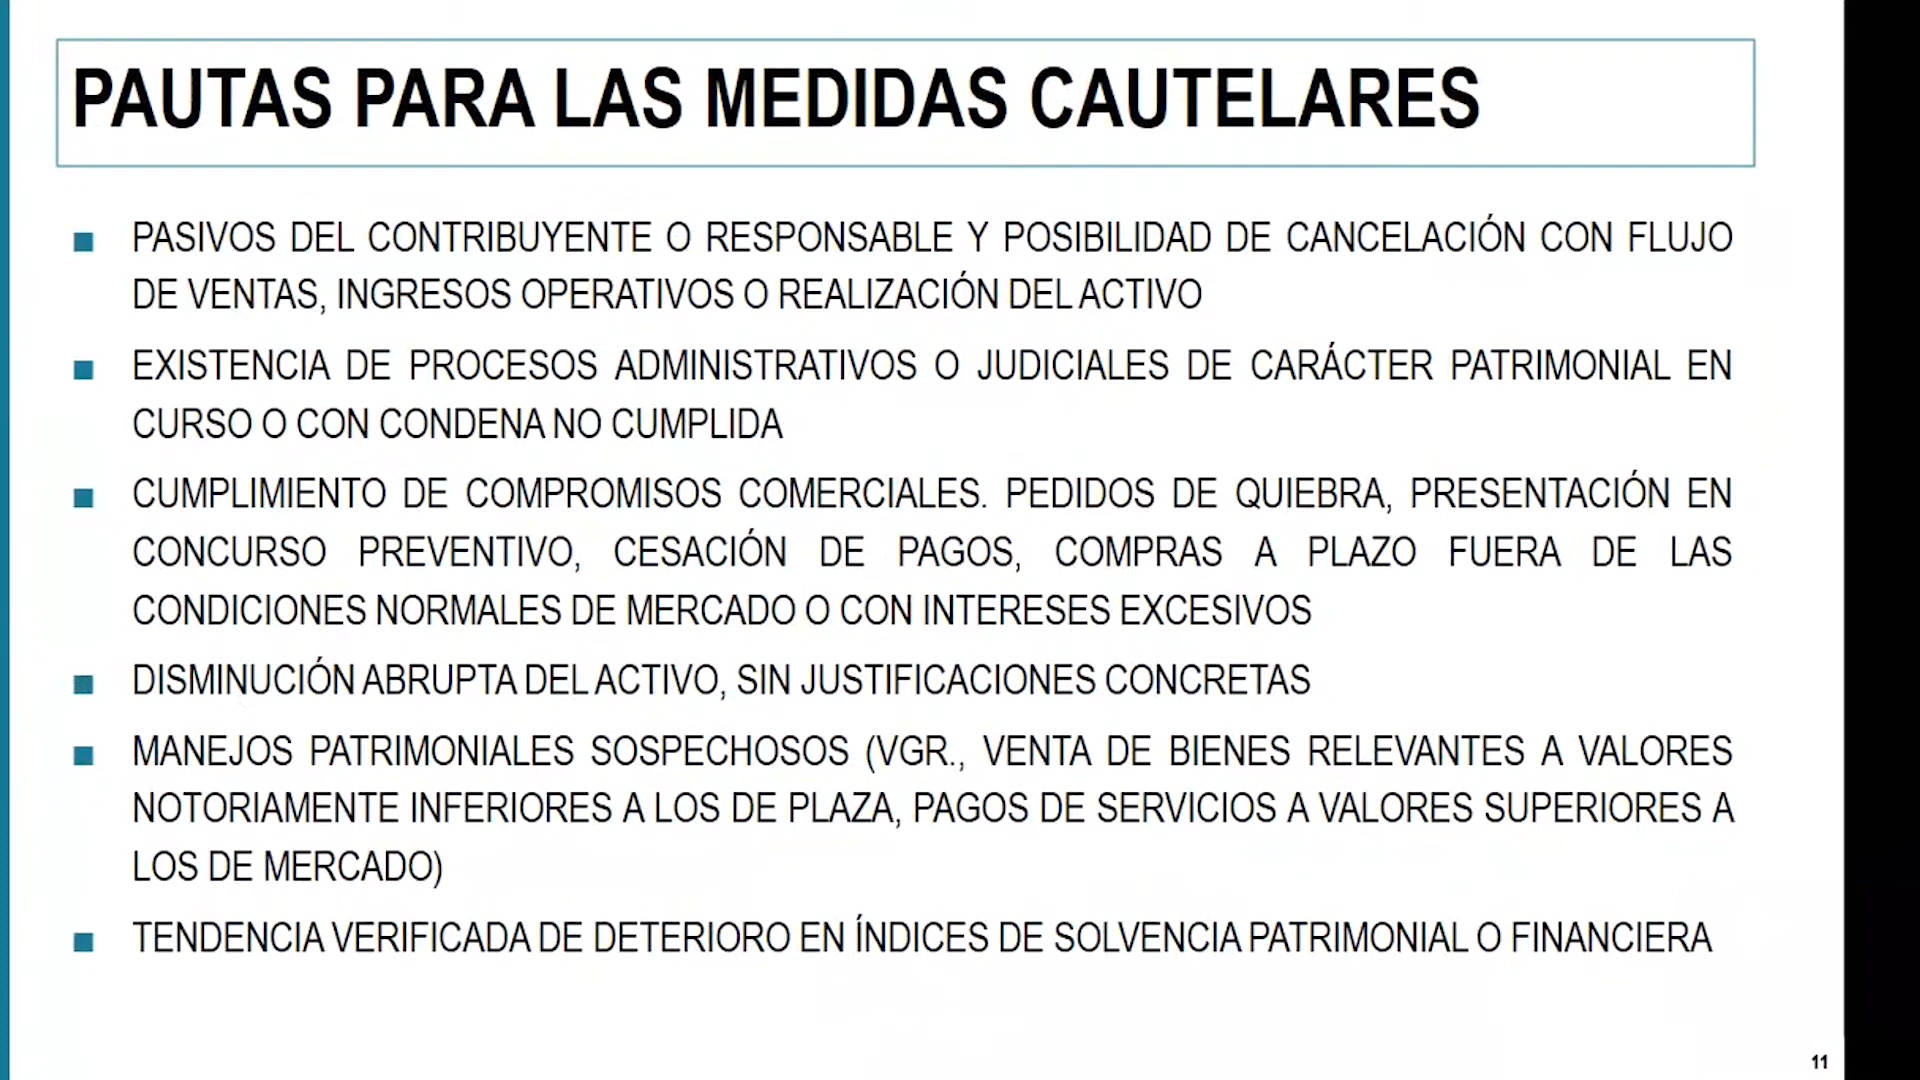 PAUTAS PARA LAS MEDIDAS CAUTELARES
PASIVOS DEL CONTRIBUYENTE O RESPONSABLE Y POSIBILIDAD DE CANCELACIÓN CON FLUJO
DE VENTAS, INGRESOS OPERATIVOS O REALIZACIÓN DEL ACTIVO
EXISTENCIA DE PROCESOS ADMINISTRATIVOS O JUDICIALES DE CARÁCTER PATRIMONIAL EN
CURSO O CON CONDENA NO CUMPLIDA
CUMPLIMIENTO DE COMPROMISOS COMERCIALES. PEDIDOS DE QUIEBRA, PRESENTACIÓN EN
CONCURSO PREVENTIVO, CESACIÓN DE PAGOS, COMPRAS A PLAZO FUERA DE LAS
CONDICIONES NORMALES DE MERCADO O CON INTERESES EXCESIVOS
DISMINUCIÓN ABRUPTA DEL ACTIVO, SIN JUSTIFICACIONES CONCRETAS
MANEJOS PATRIMONIALES SOSPECHOSOS (VGR., VENTA DE BIENES RELEVANTES A VALORES
NOTORIAMENTE INFERIORES A LOS DE PLAZA, PAGOS DE SERVICIOS A VALORES SUPERIORES A
LOS DE MERCADO)
TENDENCIA VERIFICADA DE DETERIORO EN ÍNDICES DE SOLVENCIA PATRIMONIAL O FINANCIERA
11